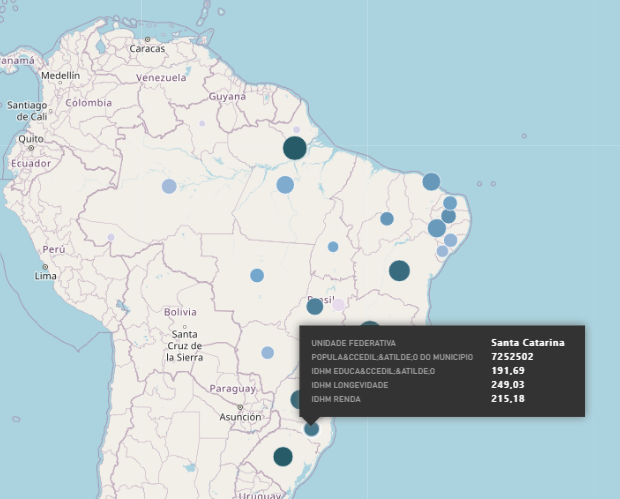 Caracas
anamá
Medellín
Venezuela
Guyana
Colombia
Santiago
de Cali
Quito
Ecuador
Perú
Lima
Brasil
Bolivia
Santa
Cruz de
la Sierra
UNIDADE FEDERATIVA Santa Catarina
POPULA&CCEDIL;&ATILDE;O DO MUNICIPIO 7252502
IDHM EDUCA&CCEDIL;&ATILDE;O 191,69
IDHM LONGEVIDADE 249,03
IDHM RENDA 215,18
Paraguay
Asunción
Uruguay